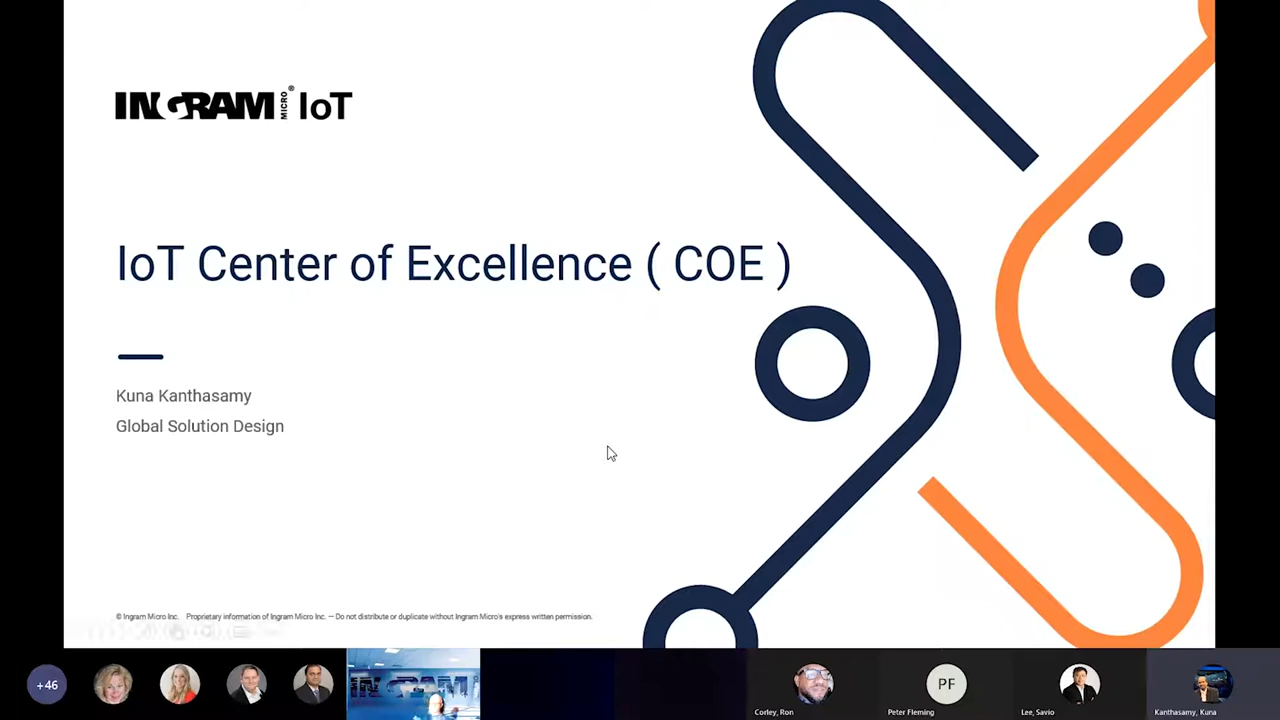 INGRAM MICRO® IoT
IoT Center of Excellence ( COE )
Kuna Kanthasamy
Global Solution Design
© Ingram Micro Inc. Proprietary information of Ingram Micro Inc. — Do not distribute or duplicate without Ingram Micro's express written permission.
+46
INGRAM
PF
Corley, Ron
Peter Fleming
Lee, Savio
Kanthasamy, Kuna